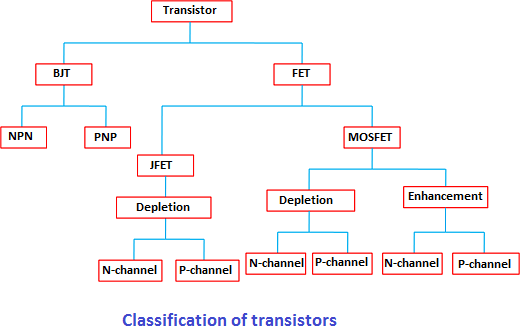 Transistor
BJT
FET
NPN
PNP
MOSFET
JFET
Depletion
Depletion
Enhancement
N-channel
P-channel
N-channel
P-channel
N-channel
P-channel
Classification of transistors